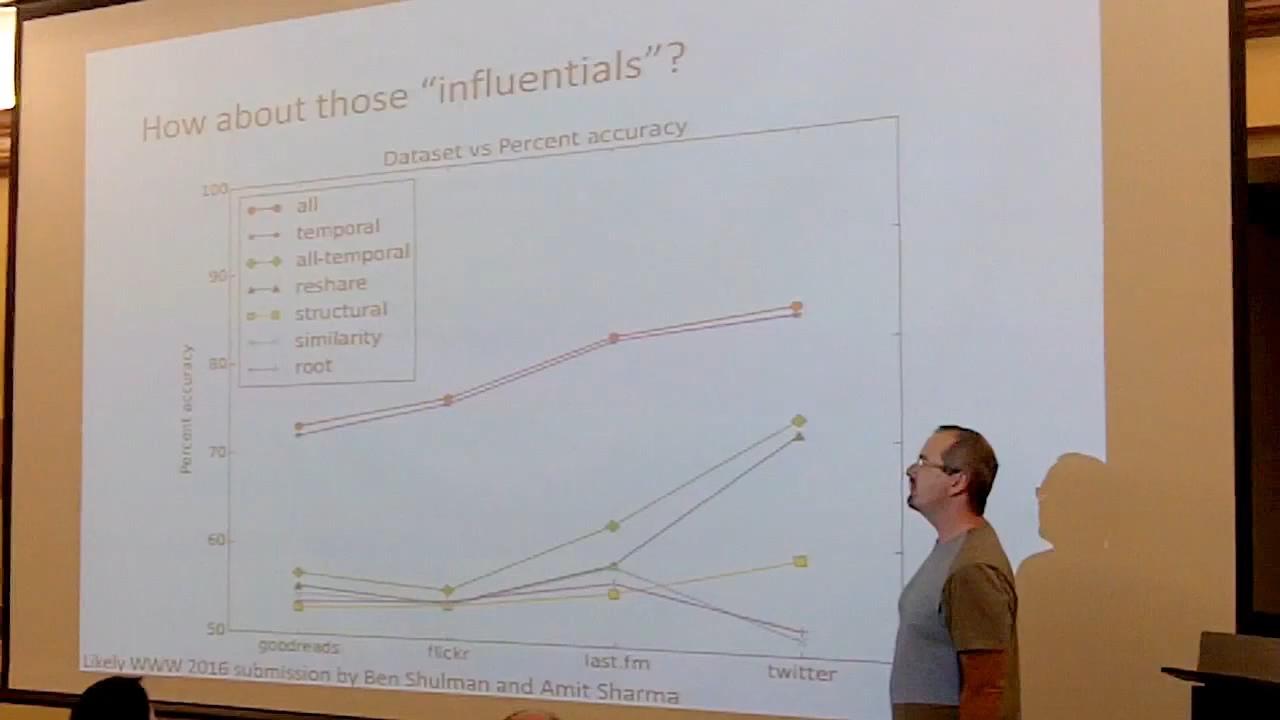 How about those “influentials”?
Dataset vs Percent accuracy
100
90
80
70
60
50
Percent accuracy
all
temporal
all-temporal
reshare
structural
similarity
root
goodreads
flickr
last.fm
twitter
Likely WWW 2016 submission by Ben Shulman and Amit Sharma